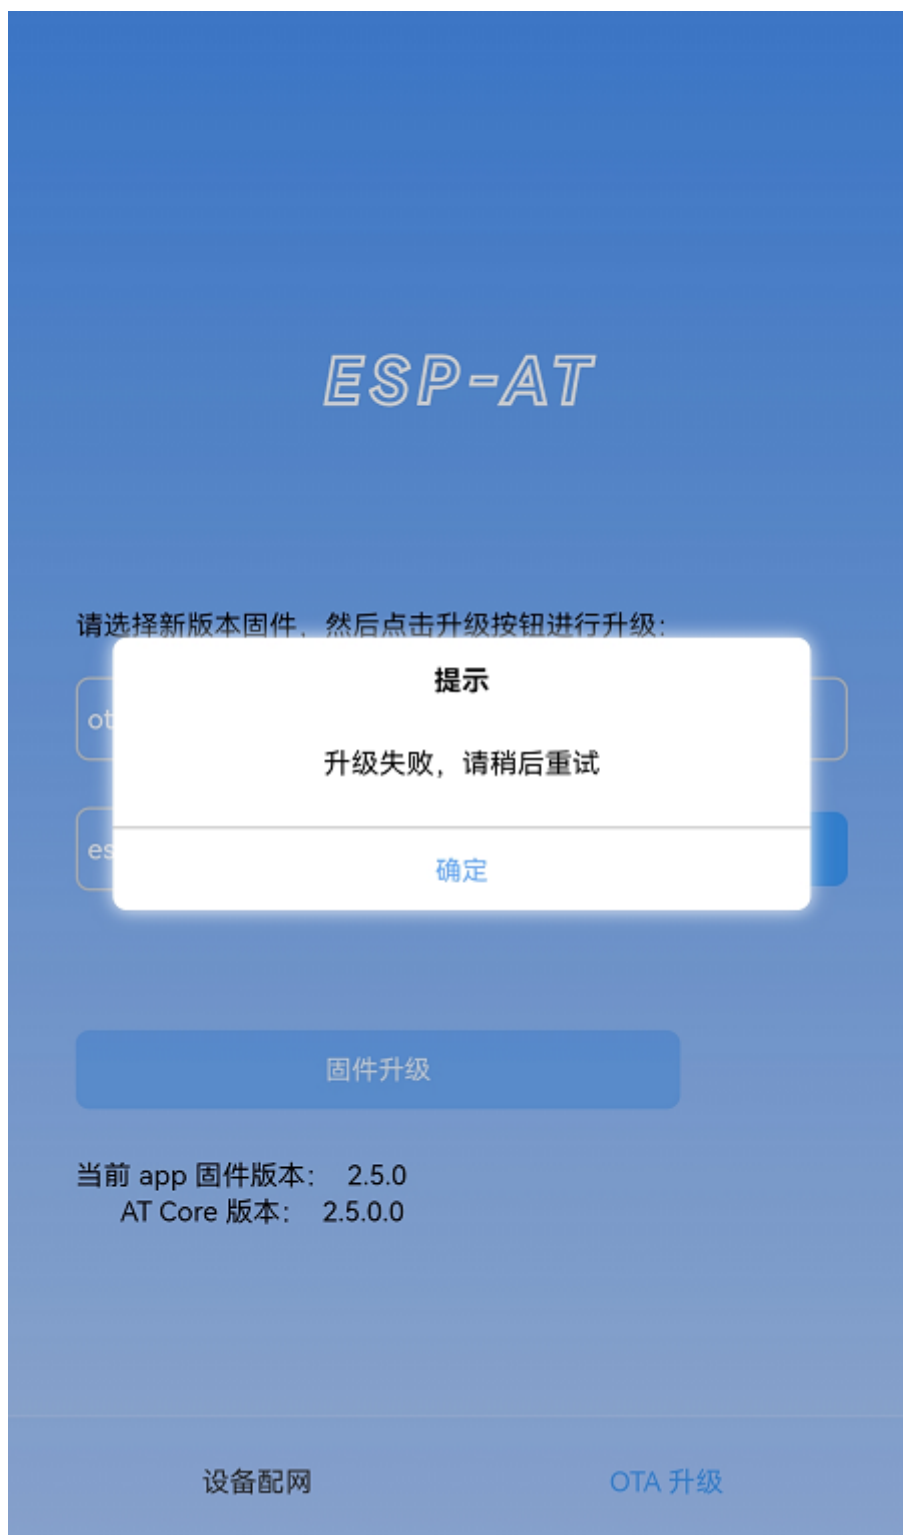 ESP-AT
请选择新版本固件，然后点击升级按钮进行升级：
提示
ot
升级失败，请稍后重试
es
确定
固件升级
当前 app 固件版本： 2.5.0
AT Core 版本： 2.5.0.0
设备配网
OTA 升级